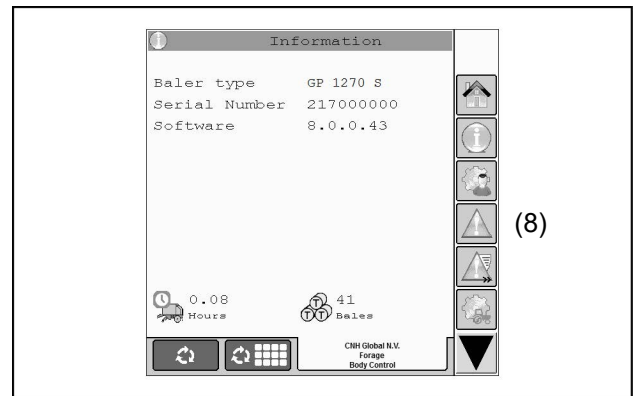 Information
Baler type GP 1270 S
Serial Number 217000000
Software 8.0.0.43
(8)
0.08 41
Hours Bales
CNH Global N.V.
Forage
Body Control